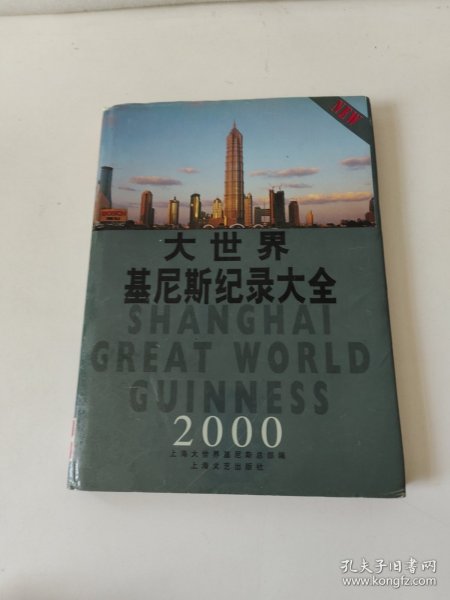 NEW
BOSCH
大世界
基尼斯纪录大全
SHANGHAI
GREAT WORLD
GUINNESS
2000
上海大世界基尼斯总部编
上海文艺出版社
孔夫子旧书网
www.kongfz.com